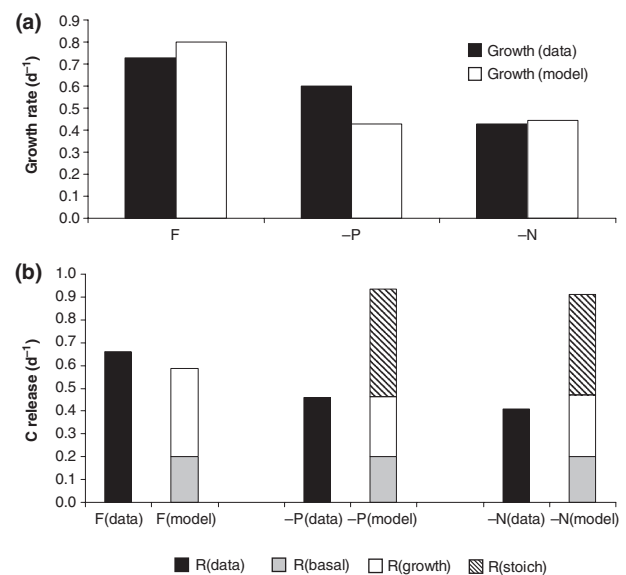 (a)
Growth rate (d⁻¹)
0.9
0.8
0.7
0.6
0.5
0.4
0.3
0.2
0.1
0.0
Growth (data)
Growth (model)
F
–P
–N
(b)
C release (d⁻¹)
1.0
0.9
0.8
0.7
0.6
0.5
0.4
0.3
0.2
0.1
0.0
F(data) F(model) –P(data) –P(model) –N(data) –N(model)
R(data) R(basal) R(growth) R(stoich)